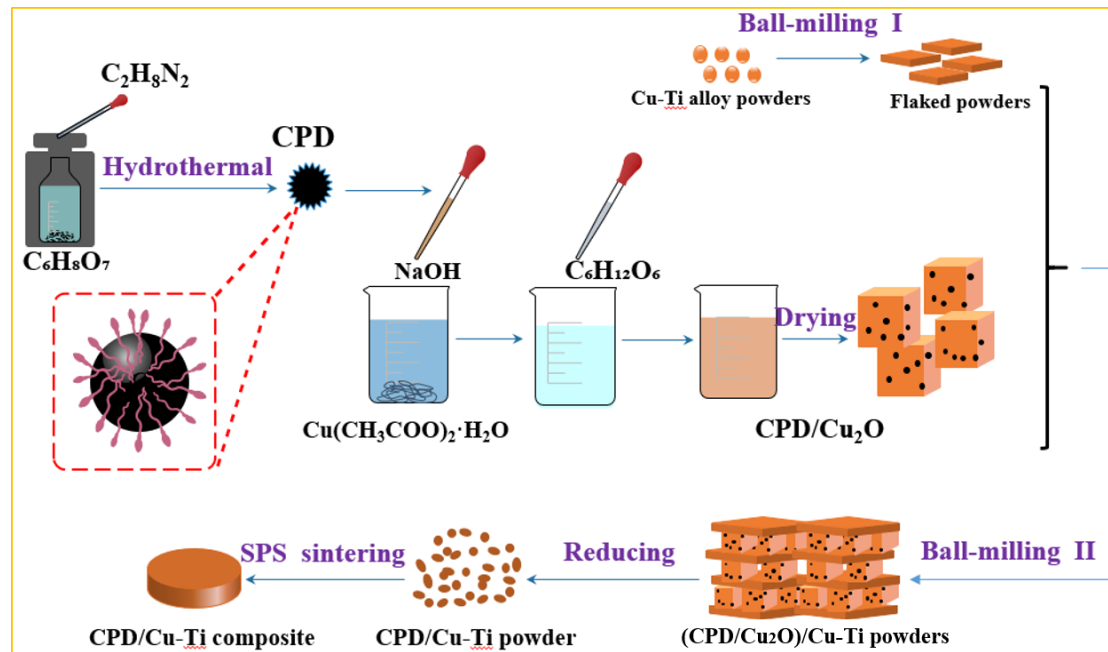 Ball-milling I
Cu-Ti alloy powders
Flaked powders
C₂H₈N₂
CPD
Hydrothermal
C₆H₈O₇
NaOH
C₆H₁₂O₆
Drying
Cu(CH₃COO)₂·H₂O
CPD/Cu₂O
SPS sintering
Reducing
Ball-milling II
CPD/Cu-Ti composite
CPD/Cu-Ti powder
(CPD/Cu₂O)/Cu-Ti powders